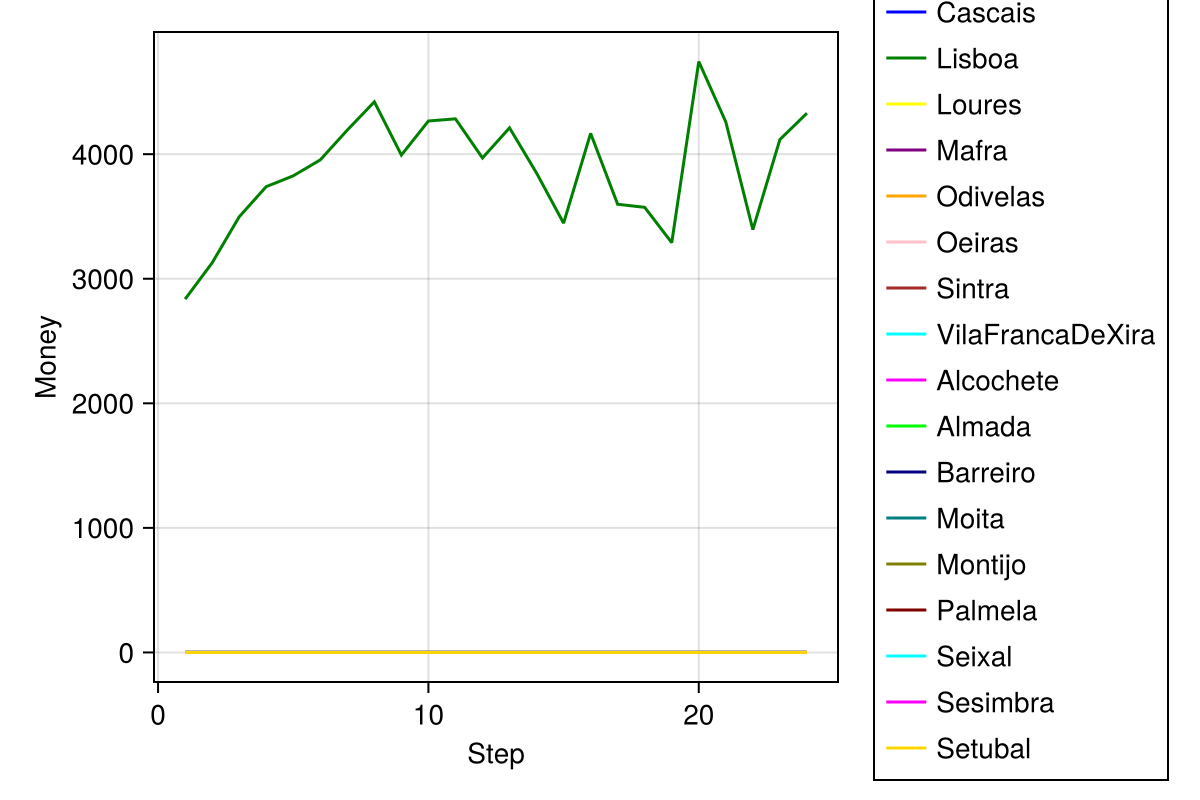 Cascais
Lisboa
Loures
Mafra
Odivelas
Oeiras
Sintra
VilaFrancaDeXira
Alcochete
Almada
Barreiro
Moita
Montijo
Palmela
Seixal
Sesimbra
Setubal
Money
4000
3000
2000
1000
0
0 10 20
Step